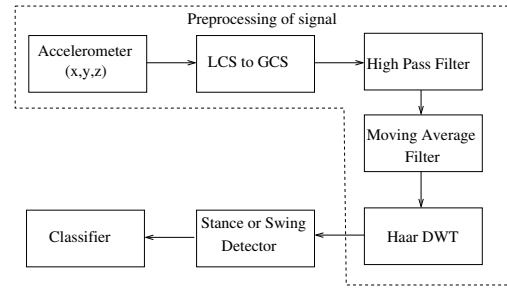 Preprocessing of signal
Accelerometer
(x,y,z)
LCS to GCS
High Pass Filter
Moving Average
Filter
Haar DWT
Stance or Swing
Detector
Classifier